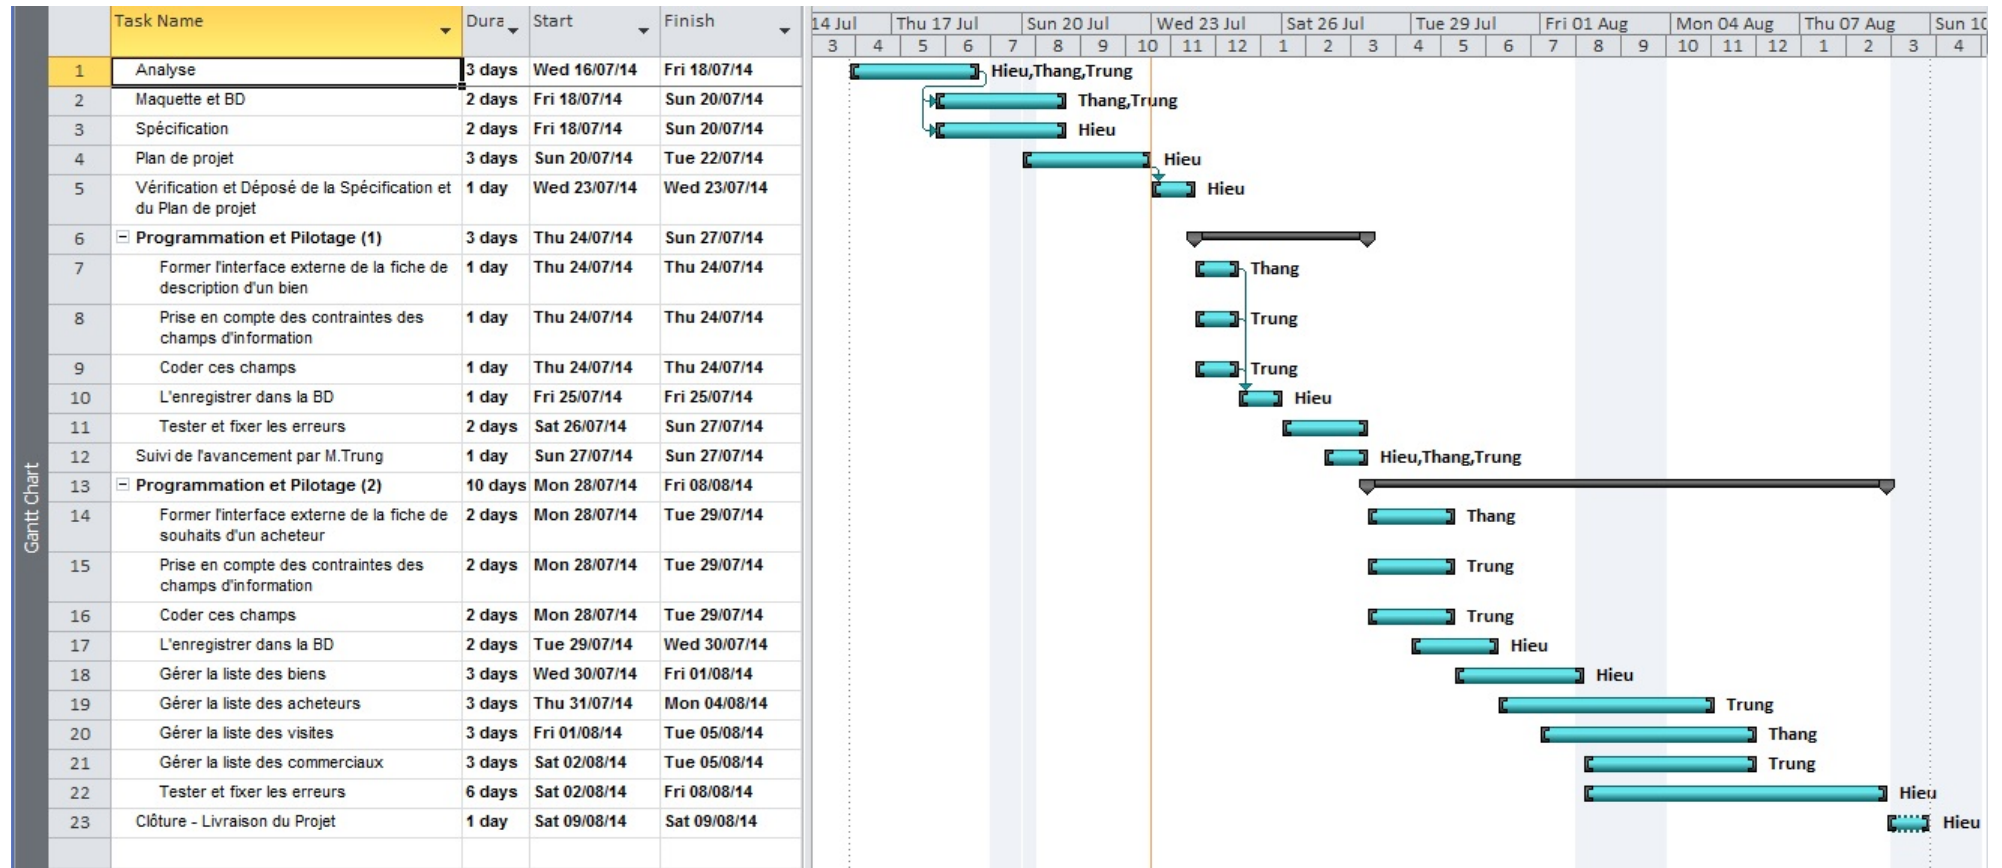 Task Name Dura Start Finish 14 Jul Thu 17 Jul Sun 20 Jul Wed 23 Jul Sat 26 Jul Tue 29 Jul Fri 01 Aug Mon 04 Aug Thu 07 Aug Sun 10
3 4 5 6 7 8 9 10 11 12 1 2 3 4 5 6 7 8 9 10 11 12 1 2 3 4
1 Analyse 3 days Wed 16/07/14 Fri 18/07/14 Hieu,Thang,Trung
2 Maquette et BD 2 days Fri 18/07/14 Sun 20/07/14 Thang,Trung
3 Spécification 2 days Fri 18/07/14 Sun 20/07/14 Hieu
4 Plan de projet 3 days Sun 20/07/14 Tue 22/07/14 Hieu
5 Vérification et Déposé de la Spécification et 1 day Wed 23/07/14 Wed 23/07/14 Hieu
du Plan de projet
6 Programmation et Pilotage (1) 3 days Thu 24/07/14 Sun 27/07/14
7 Former l'interface externe de la fiche de 1 day Thu 24/07/14 Thu 24/07/14 Thang
description d'un bien
8 Prise en compte des contraintes des 1 day Thu 24/07/14 Thu 24/07/14 Trung
champs d'information
9 Coder ces champs 1 day Thu 24/07/14 Thu 24/07/14 Trung
10 L'enregistrer dans la BD 1 day Fri 25/07/14 Fri 25/07/14 Hieu
11 Tester et fixer les erreurs 2 days Sat 26/07/14 Sun 27/07/14
12 Suivi de l'avancement par M.Trung 1 day Sun 27/07/14 Sun 27/07/14 Hieu,Thang,Trung
13 Programmation et Pilotage (2) 10 days Mon 28/07/14 Fri 08/08/14
14 Former l'interface externe de la fiche de 2 days Mon 28/07/14 Tue 29/07/14 Thang
souhaits d'un acheteur
15 Prise en compte des contraintes des 2 days Mon 28/07/14 Tue 29/07/14 Trung
champs d'information
16 Coder ces champs 2 days Mon 28/07/14 Tue 29/07/14 Trung
17 L'enregistrer dans la BD 2 days Tue 29/07/14 Wed 30/07/14 Hieu
18 Gérer la liste des biens 3 days Wed 30/07/14 Fri 01/08/14 Hieu
19 Gérer la liste des acheteurs 3 days Thu 31/07/14 Mon 04/08/14 Trung
20 Gérer la liste des visites 3 days Fri 01/08/14 Tue 05/08/14 Thang
21 Gérer la liste des commerciaux 3 days Sat 02/08/14 Tue 05/08/14 Trung
22 Tester et fixer les erreurs 6 days Sat 02/08/14 Fri 08/08/14 Hieu
23 Clôture - Livraison du Projet 1 day Sat 09/08/14 Sat 09/08/14 Hieu
Gantt Chart